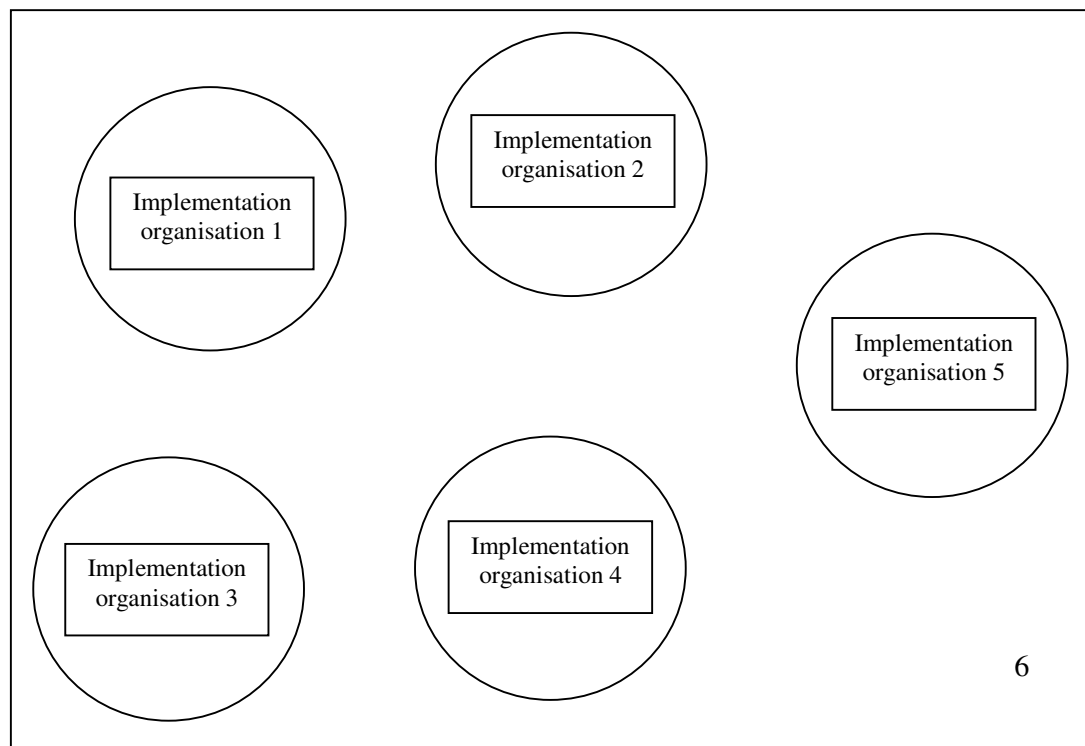 Implementation
organisation 1
Implementation
organisation 2
Implementation
organisation 5
Implementation
organisation 3
Implementation
organisation 4
6